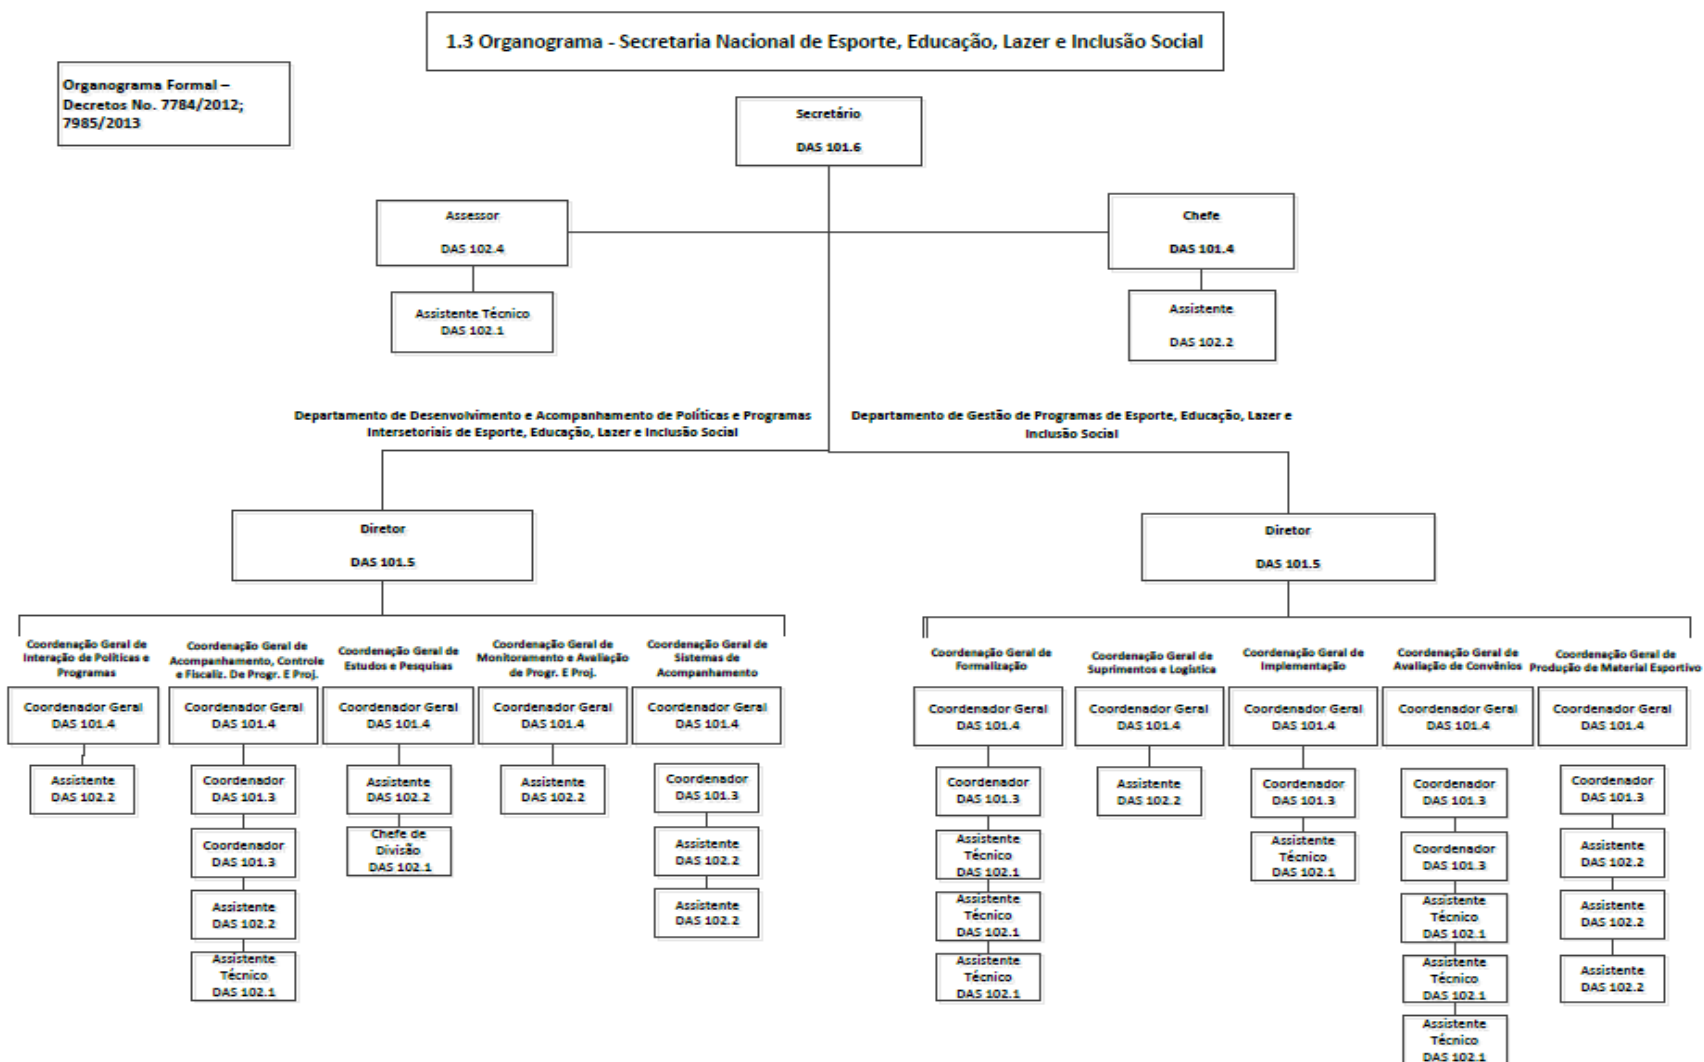 1.3 Organograma - Secretaria Nacional de Esporte, Educação, Lazer e Inclusão Social
Organograma Formal –
Decretos No. 7784/2012;
7985/2013
Secretário
DAS 101.6
Assessor
DAS 102.4
Chefe
DAS 101.4
Assistente Técnico
DAS 102.1
Assistente
DAS 102.2
Departamento de Desenvolvimento e Acompanhamento de Políticas e Programas
Intersetoriais de Esporte, Educação, Lazer e Inclusão Social
Departamento de Gestão de Programas de Esporte, Educação, Lazer e
Inclusão Social
Diretor
DAS 101.5
Diretor
DAS 101.5
Coordenação Geral de
Interação de Políticas e
Programas
Coordenador Geral
DAS 101.4
Assistente
DAS 102.2
Coordenação Geral de
Acompanhamento, Controle
e Fiscaliz. De Progr. E Proj.
Coordenador Geral
DAS 101.4
Coordenador
DAS 101.3
Coordenador
DAS 101.3
Assistente
DAS 102.2
Assistente
Técnico
DAS 102.1
Coordenação Geral de
Estudos e Pesquisas
Coordenador Geral
DAS 101.4
Assistente
DAS 102.2
Chefe de
Divisão
DAS 102.1
Coordenação Geral de
Monitoramento e Avaliação
de Progr. E Proj.
Coordenador Geral
DAS 101.4
Assistente
DAS 102.2
Coordenação Geral de
Sistemas de
Acompanhamento
Coordenador Geral
DAS 101.4
Coordenador
DAS 101.3
Assistente
DAS 102.2
Assistente
DAS 102.2
Coordenação Geral de
Formalização
Coordenador Geral
DAS 101.4
Coordenador
DAS 101.3
Assistente
Técnico
DAS 102.1
Assistente
Técnico
DAS 102.1
Assistente
Técnico
DAS 102.1
Coordenação Geral de
Suprimentos e Logística
Coordenador Geral
DAS 101.4
Assistente
DAS 102.2
Coordenação Geral de
Implementação
Coordenador Geral
DAS 101.4
Coordenador
DAS 101.3
Assistente
Técnico
DAS 102.1
Coordenação Geral de
Avaliação de Convênios
Coordenador Geral
DAS 101.4
Coordenador
DAS 101.3
Coordenador
DAS 101.3
Assistente
Técnico
DAS 102.1
Assistente
Técnico
DAS 102.1
Assistente
Técnico
DAS 102.1
Coordenação Geral de
Produção de Material Esportivo
Coordenador Geral
DAS 101.4
Coordenador
DAS 101.3
Assistente
DAS 102.2
Assistente
DAS 102.2
Assistente
DAS 102.2